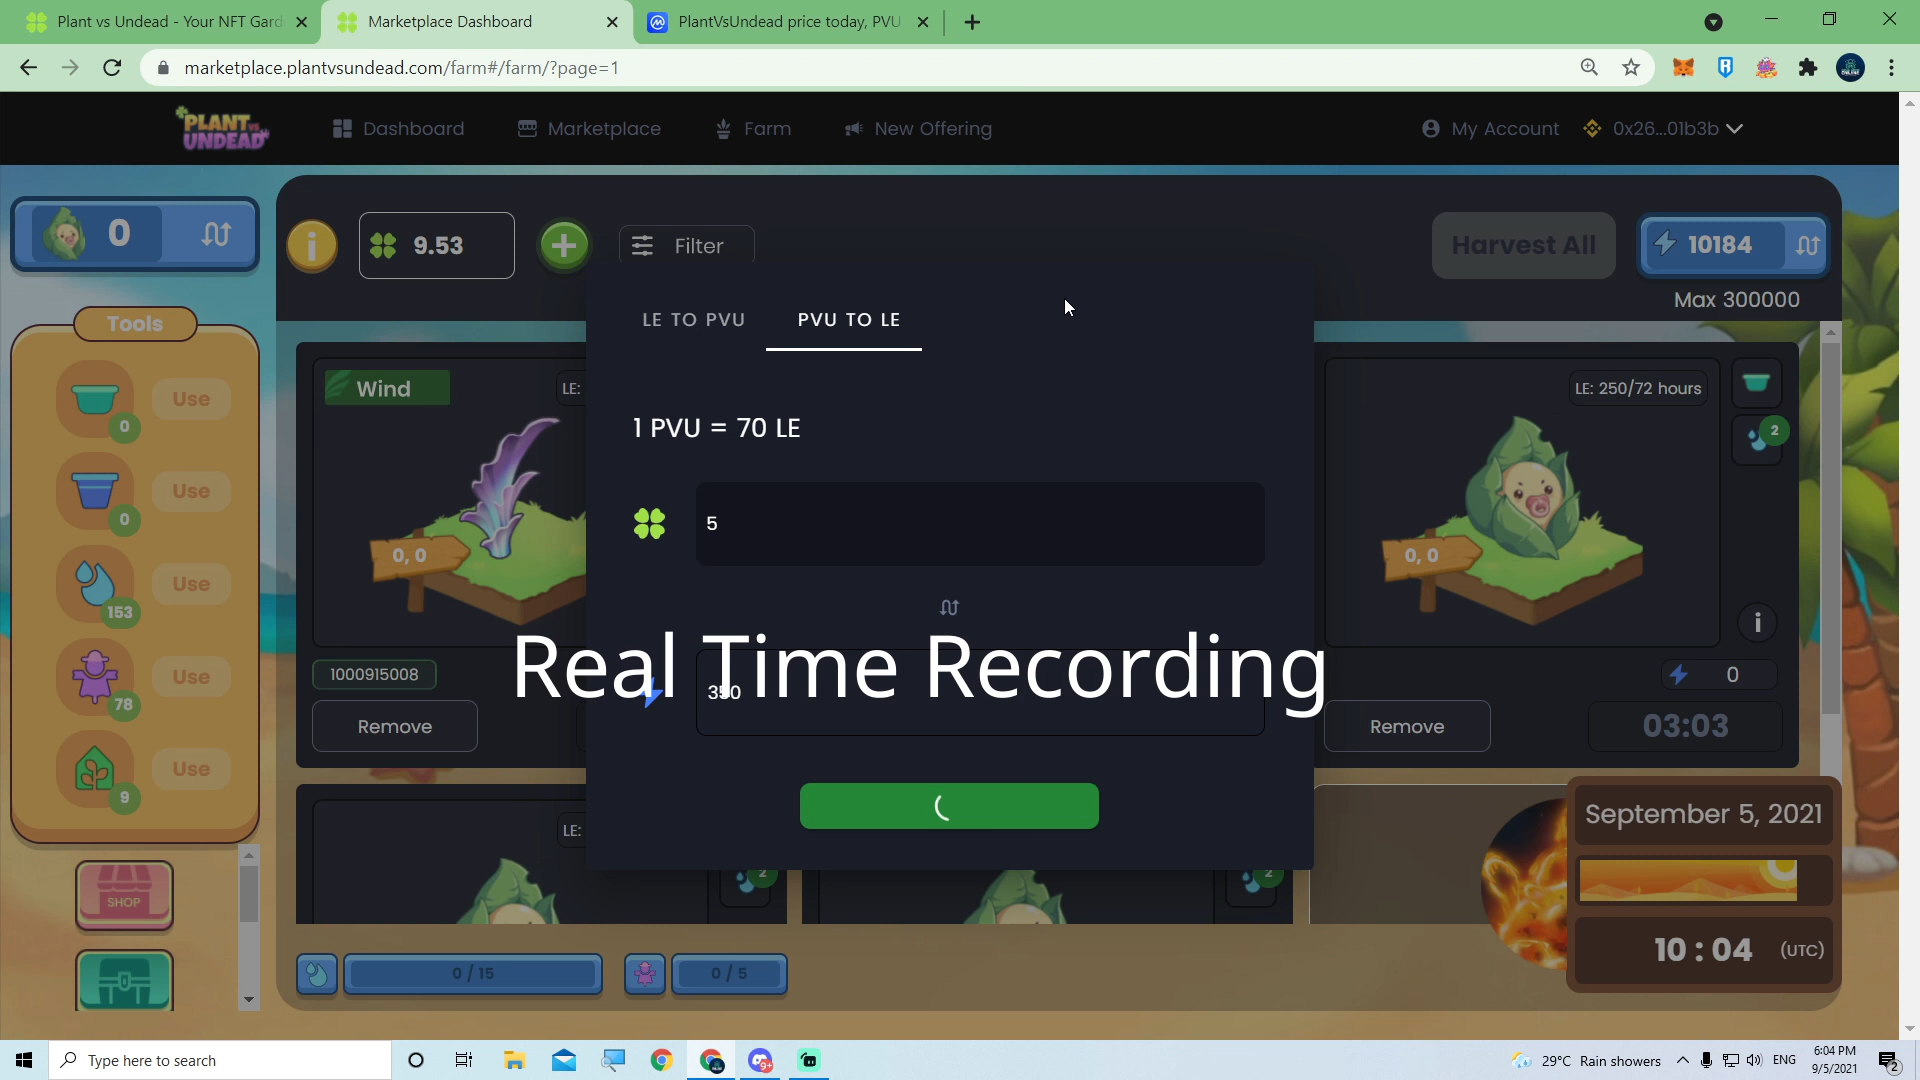 Plant vs Undead - Your NFT Gard
Marketplace Dashboard
PlantVsUndead price today, PVU
marketplace.plantvsundead.com/farm#/farm/?page=1
PLANT VS UNDEAD
Dashboard
Marketplace
Farm
New Offering
My Account
0x26...01b3b
0
9.53
Filter
Harvest All
10184
Max 300000
Tools
Use
0
Use
0
Use
153
Use
78
Use
9
SHOP
LE TO PVU
PVU TO LE
1 PVU = 70 LE
5
350
Real Time Recording
Wind
LE:
0, 0
1000915008
Remove
LE: 250/72 hours
2
0, 0
i
0
Remove
03:03
LE:
2
2
0 / 15
0 / 5
September 5, 2021
10 : 04 (UTC)
Type here to search
9+
29°C Rain showers
ENG
6:04 PM
9/5/2021
2